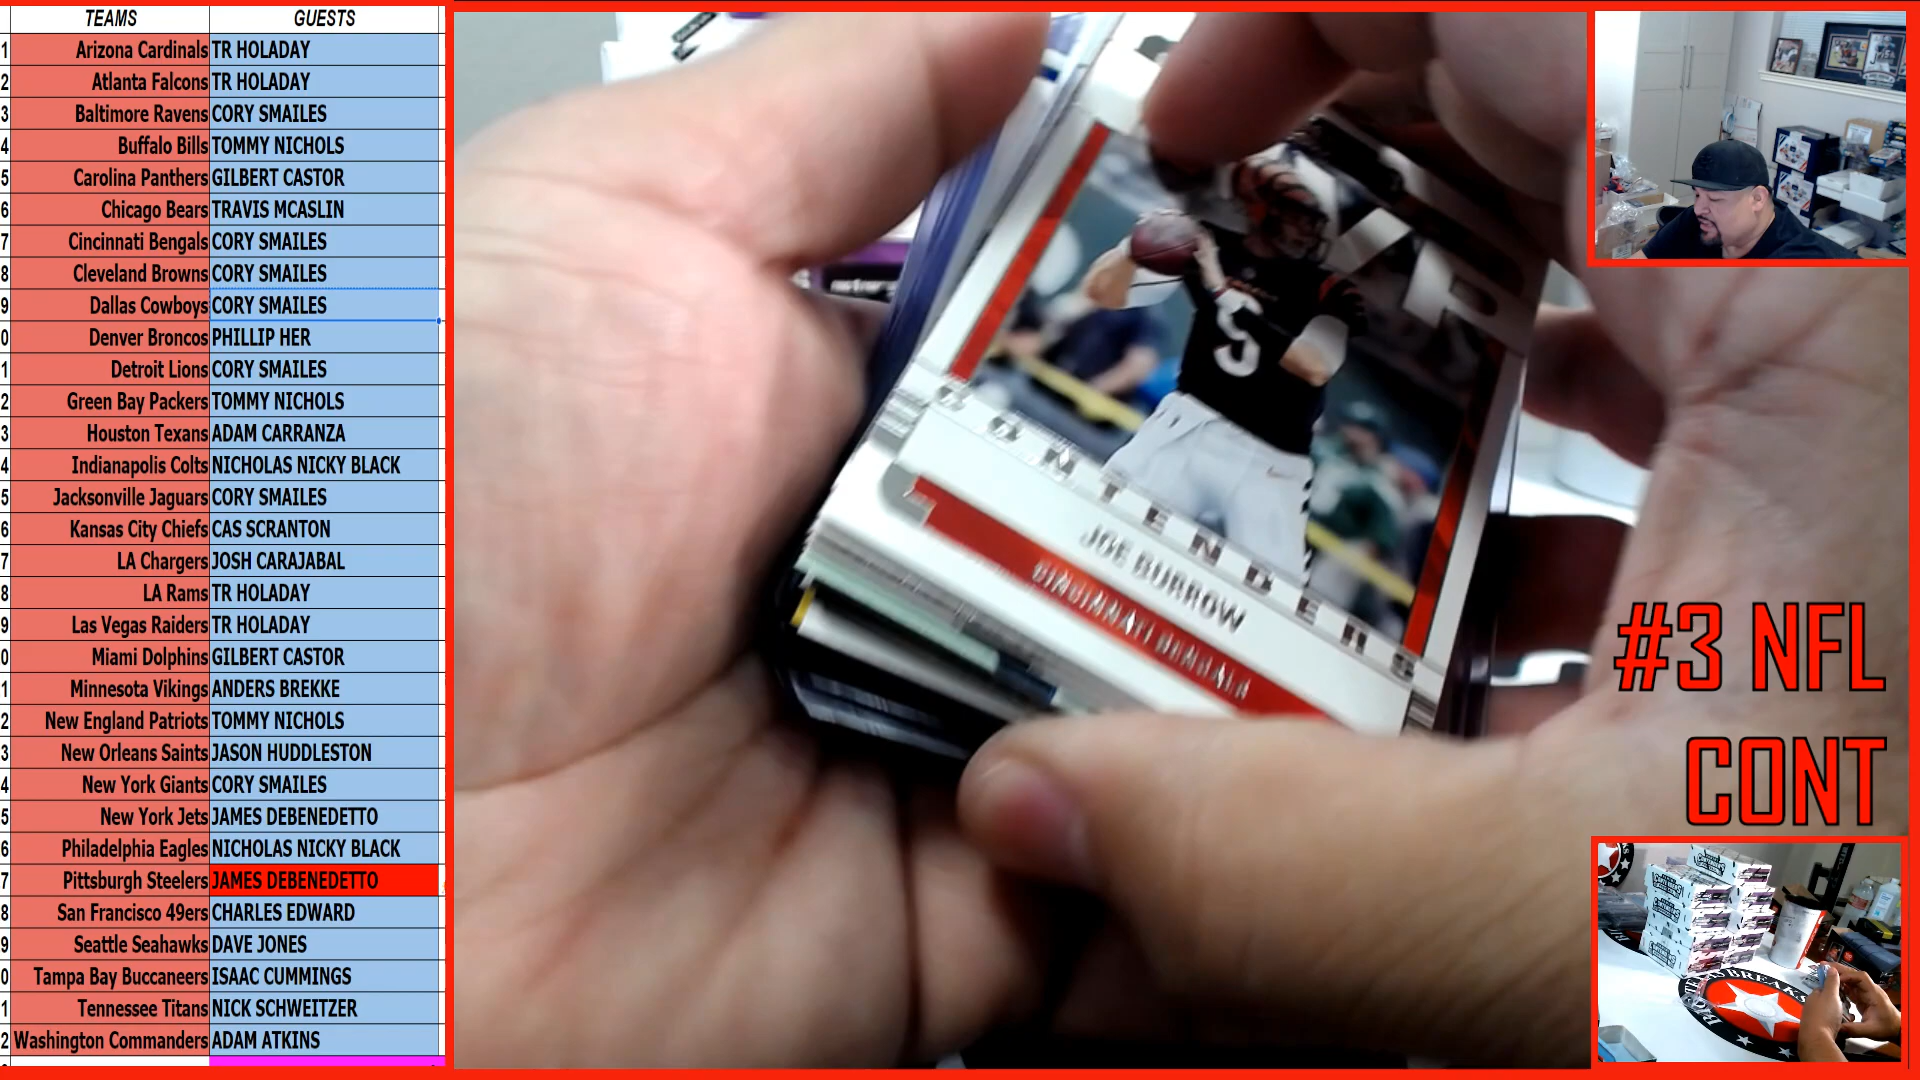 TEAMS GUESTS
1 Arizona Cardinals TR HOLADAY
2 Atlanta Falcons TR HOLADAY
3 Baltimore Ravens CORY SMAILES
4 Buffalo Bills TOMMY NICHOLS
5 Carolina Panthers GILBERT CASTOR
6 Chicago Bears TRAVIS MCASLIN
7 Cincinnati Bengals CORY SMAILES
8 Cleveland Browns CORY SMAILES
9 Dallas Cowboys CORY SMAILES
0 Denver Broncos PHILLIP HER
1 Detroit Lions CORY SMAILES
2 Green Bay Packers TOMMY NICHOLS
3 Houston Texans ADAM CARRANZA
4 Indianapolis Colts NICHOLAS NICKY BLACK
5 Jacksonville Jaguars CORY SMAILES
6 Kansas City Chiefs CAS SCRANTON
7 LA Chargers JOSH CARAJABAL
8 LA Rams TR HOLADAY
9 Las Vegas Raiders TR HOLADAY
0 Miami Dolphins GILBERT CASTOR
1 Minnesota Vikings ANDERS BREKKE
2 New England Patriots TOMMY NICHOLS
3 New Orleans Saints JASON HUDDLESTON
4 New York Giants CORY SMAILES
5 New York Jets JAMES DEBENEDETTO
6 Philadelphia Eagles NICHOLAS NICKY BLACK
7 Pittsburgh Steelers JAMES DEBENEDETTO
8 San Francisco 49ers CHARLES EDWARD
9 Seattle Seahawks DAVE JONES
0 Tampa Bay Buccaneers ISAAC CUMMINGS
1 Tennessee Titans NICK SCHWEITZER
2 Washington Commanders ADAM ATKINS
9
CONTENDERS
JOE BURROW
CINCINNATI BENGALS
#3 NFL
CONT
BREAKS